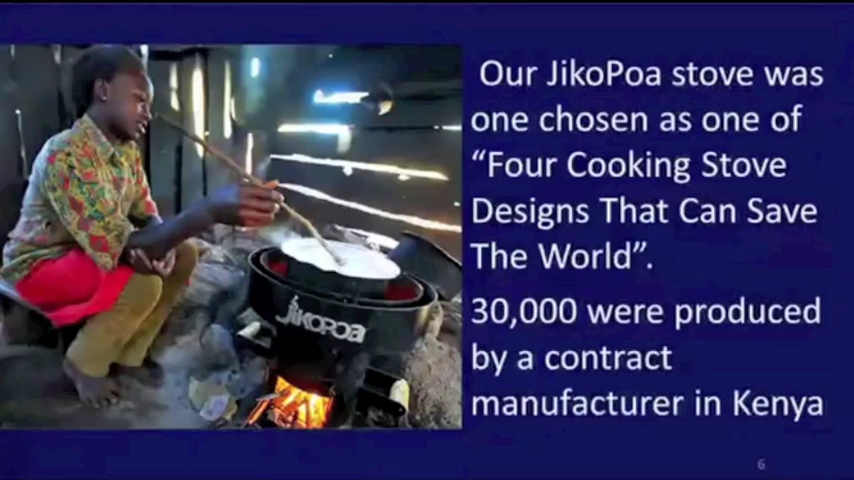 Our JikoPoa stove was
one chosen as one of
“Four Cooking Stove
Designs That Can Save
The World”.
30,000 were produced
by a contract
manufacturer in Kenya
JIKOPOA
6